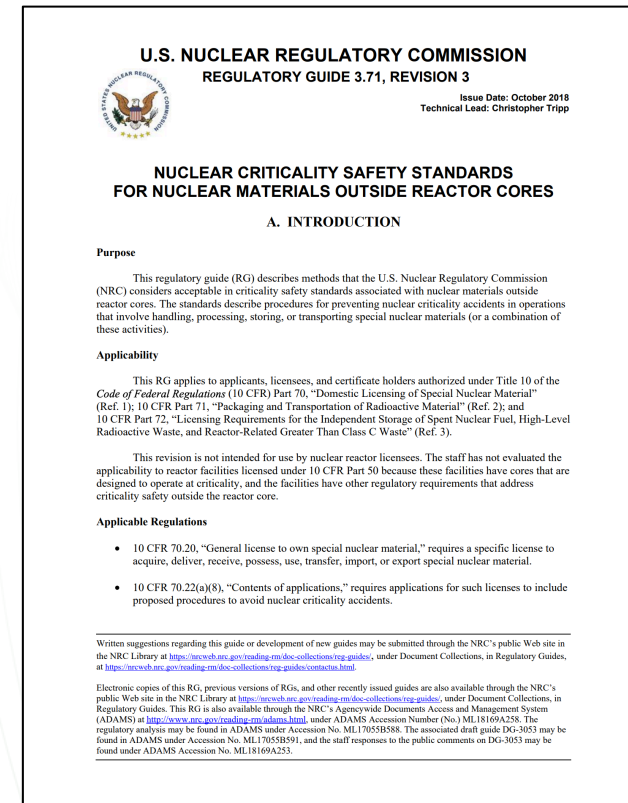 U.S. NUCLEAR REGULATORY COMMISSION
REGULATORY GUIDE 3.71, REVISION 3
Issue Date: October 2018
Technical Lead: Christopher Tripp
UNITED STATES NUCLEAR REGULATORY COMMISSION
NUCLEAR CRITICALITY SAFETY STANDARDS
FOR NUCLEAR MATERIALS OUTSIDE REACTOR CORES
A. INTRODUCTION
Purpose
This regulatory guide (RG) describes methods that the U.S. Nuclear Regulatory Commission
(NRC) considers acceptable in criticality safety standards associated with nuclear materials outside
reactor cores. The standards describe procedures for preventing nuclear criticality accidents in operations
that involve handling, processing, storing, or transporting special nuclear materials (or a combination of
these activities).
Applicability
This RG applies to applicants, licensees, and certificate holders authorized under Title 10 of the
Code of Federal Regulations (10 CFR) Part 70, “Domestic Licensing of Special Nuclear Material”
(Ref. 1); 10 CFR Part 71, “Packaging and Transportation of Radioactive Material” (Ref. 2); and
10 CFR Part 72, “Licensing Requirements for the Independent Storage of Spent Nuclear Fuel, High-Level
Radioactive Waste, and Reactor-Related Greater Than Class C Waste” (Ref. 3).
This revision is not intended for use by nuclear reactor licensees. The staff has not evaluated the
applicability to reactor facilities licensed under 10 CFR Part 50 because these facilities have cores that are
designed to operate at criticality, and the facilities have other regulatory requirements that address
criticality safety outside the reactor core.
Applicable Regulations
• 10 CFR 70.20, “General license to own special nuclear material,” requires a specific license to
acquire, deliver, receive, possess, use, transfer, import, or export special nuclear material.
• 10 CFR 70.22(a)(8), “Contents of applications,” requires applications for such licenses to include
proposed procedures to avoid nuclear criticality accidents.
Written suggestions regarding this guide or development of new guides may be submitted through the NRC’s public Web site in
the NRC Library at https://nrcweb.nrc.gov/reading-rm/doc-collections/reg-guides/, under Document Collections, in Regulatory Guides,
at https://nrcweb.nrc.gov/reading-rm/doc-collections/reg-guides/contactus.html.
Electronic copies of this RG, previous versions of RGs, and other recently issued guides are also available through the NRC’s
public Web site in the NRC Library at https://nrcweb.nrc.gov/reading-rm/doc-collections/reg-guides/, under Document Collections, in
Regulatory Guides. This RG is also available through the NRC’s Agencywide Documents Access and Management System
(ADAMS) at http://www.nrc.gov/reading-rm/adams.html, under ADAMS Accession Number (No.) ML18169A258. The
regulatory analysis may be found in ADAMS under Accession No. ML17055B588. The associated draft guide DG-3053 may be
found in ADAMS under Accession No. ML17055B591, and the staff responses to the public comments on DG-3053 may be
found under ADAMS Accession No. ML18169A253.